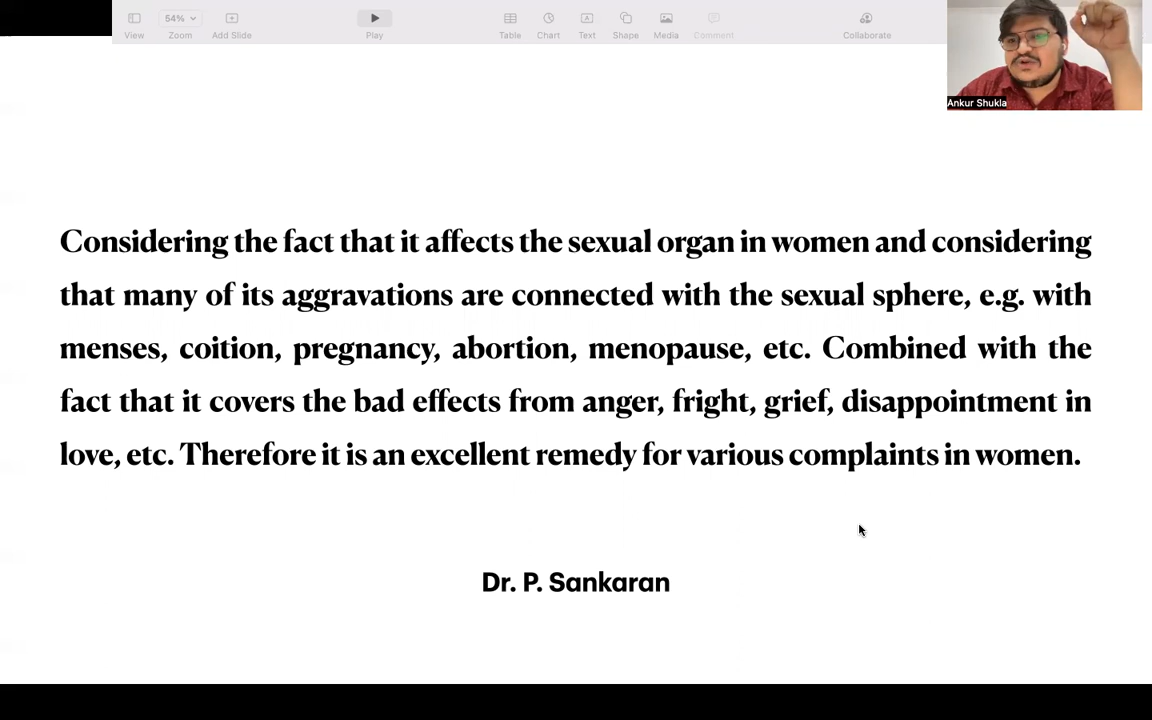 54%
View Zoom Add Slide Play Table Chart Text Shape Media Comment Collaborate
Ankur Shukla
Considering the fact that it affects the sexual organ in women and considering
that many of its aggravations are connected with the sexual sphere, e.g. with
menses, coition, pregnancy, abortion, menopause, etc. Combined with the
fact that it covers the bad effects from anger, fright, grief, disappointment in
love, etc. Therefore it is an excellent remedy for various complaints in women.
Dr. P. Sankaran